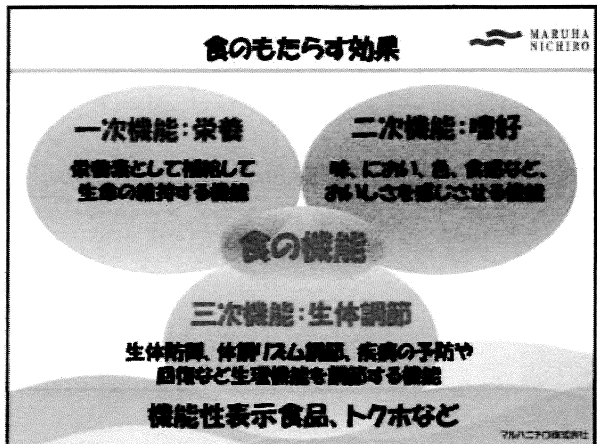 食のもたらす効果
MARUHA
NICHIRO
一次機能：栄養
栄養源として補給して
生命の維持する機能
二次機能：嗜好
味、におい、色、食感など、
おいしさを感じさせる機能
食の機能
三次機能：生体調節
生体防御、体調リズム調節、疾病の予防や
回復など生理機能を調節する機能
機能性表示食品、トクホなど
マルハニチロ株式会社